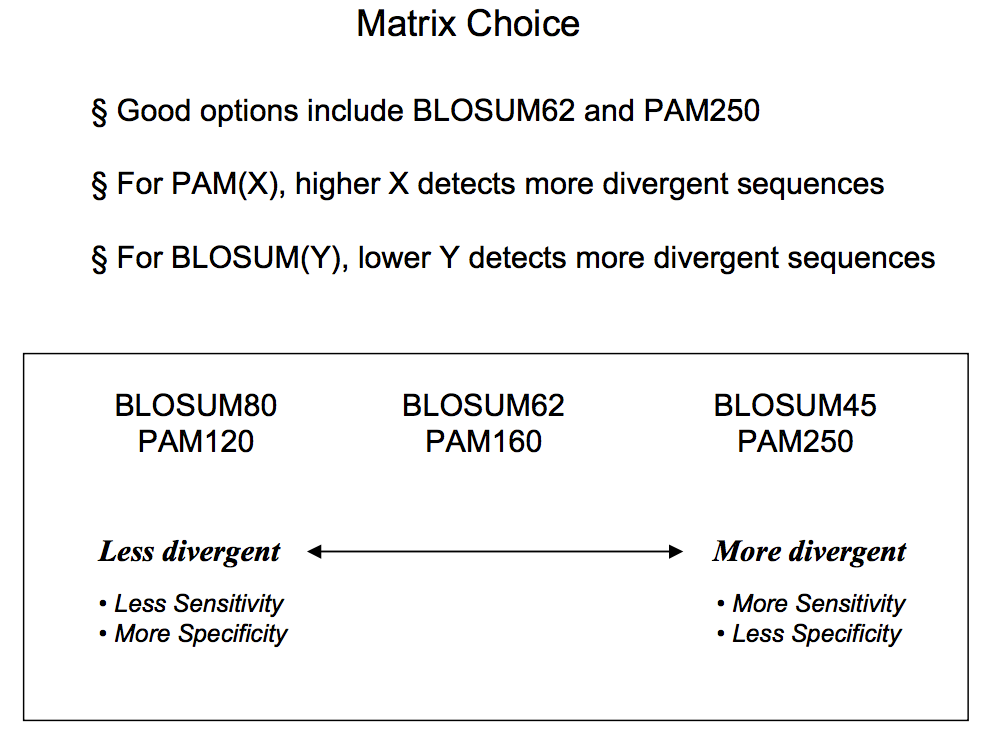 Matrix Choice
§ Good options include BLOSUM62 and PAM250
§ For PAM(X), higher X detects more divergent sequences
§ For BLOSUM(Y), lower Y detects more divergent sequences
BLOSUM80 BLOSUM62 BLOSUM45
PAM120 PAM160 PAM250
Less divergent More divergent
• Less Sensitivity • More Sensitivity
• More Specificity • Less Specificity